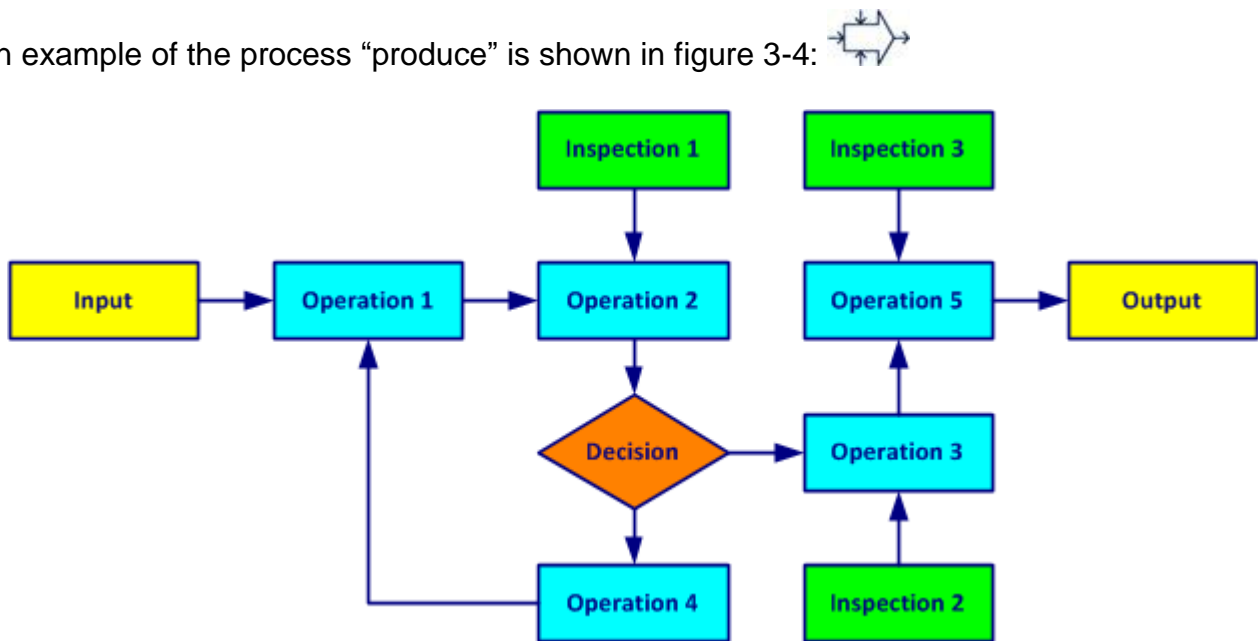 n example of the process “produce” is shown in figure 3-4:
Inspection 1
Inspection 3
Input
Operation 1
Operation 2
Operation 5
Output
Decision
Operation 3
Operation 4
Inspection 2